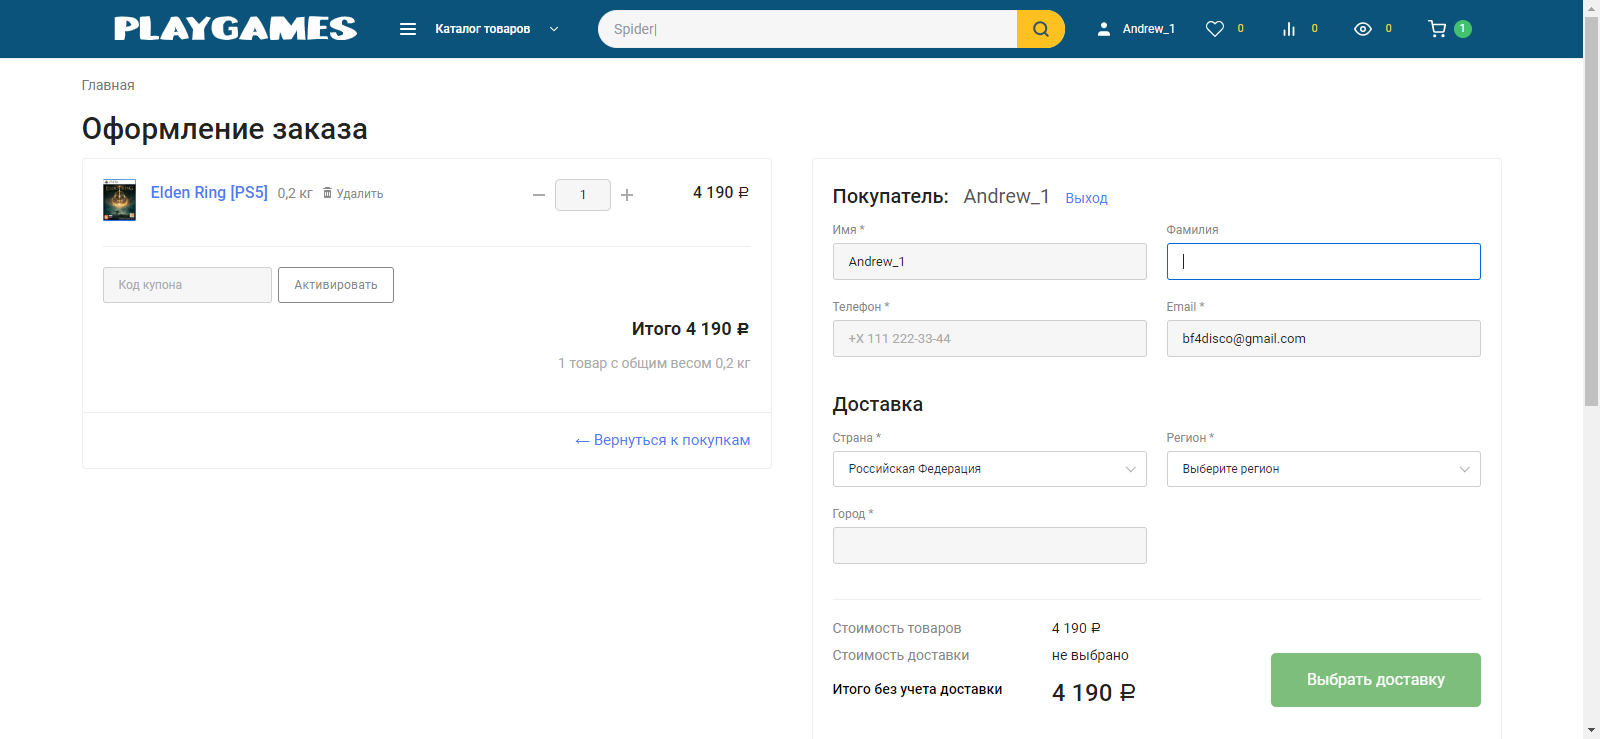 PLAYGAMES
Каталог товаров
Spider
Andrew_1
0
0
0
1
Главная
Оформление заказа
Elden Ring [PS5] 0,2 кг Удалить
1
4 190 ₽
Код купона
Активировать
Итого 4 190 ₽
1 товар с общим весом 0,2 кг
← Вернуться к покупкам
Покупатель: Andrew_1 Выход
Имя *
Фамилия
Andrew_1
Телефон *
Email *
+X 111 222-33-44
bf4disco@gmail.com
Доставка
Страна *
Регион *
Российская Федерация
Выберите регион
Город *
Стоимость товаров 4 190 ₽
Стоимость доставки не выбрано
Итого без учета доставки 4 190 ₽
Выбрать доставку